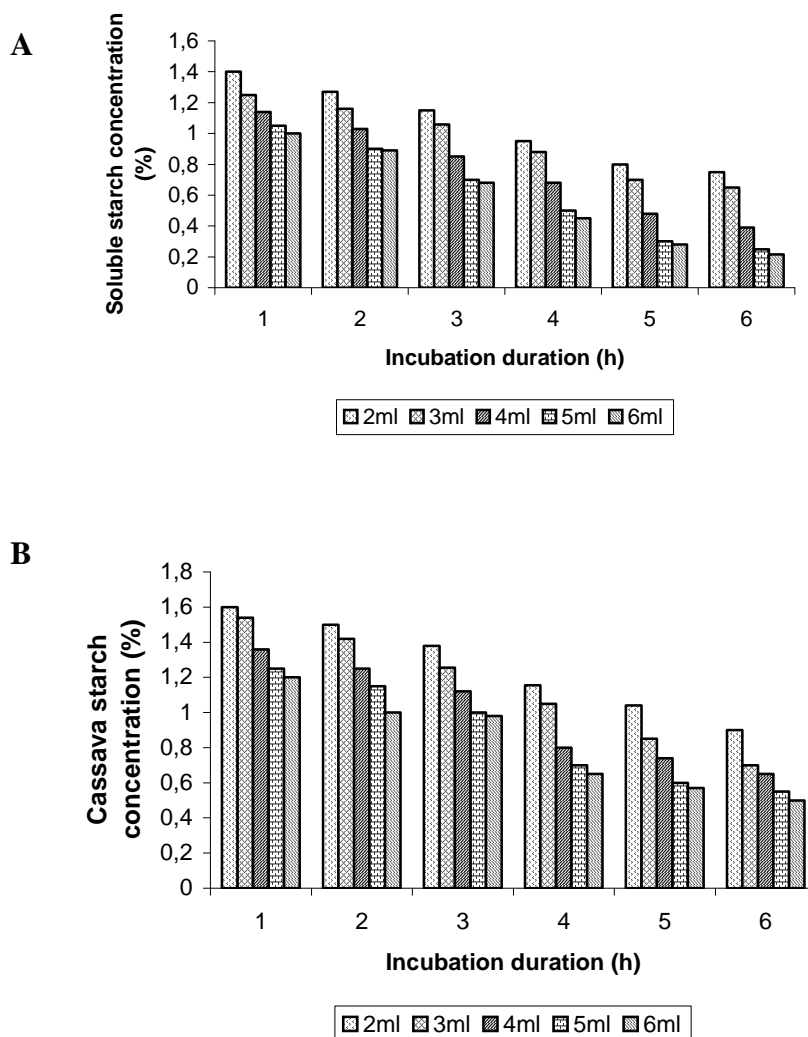 A
Soluble starch concentration
(%)
1,6
1,4
1,2
1
0,8
0,6
0,4
0,2
0
1 2 3 4 5 6
Incubation duration (h)
2ml 3ml 4ml 5ml 6ml
B
Cassava starch
concentration (%)
1,8
1,6
1,4
1,2
1
0,8
0,6
0,4
0,2
0
1 2 3 4 5 6
Incubation duration (h)
2ml 3ml 4ml 5ml 6ml